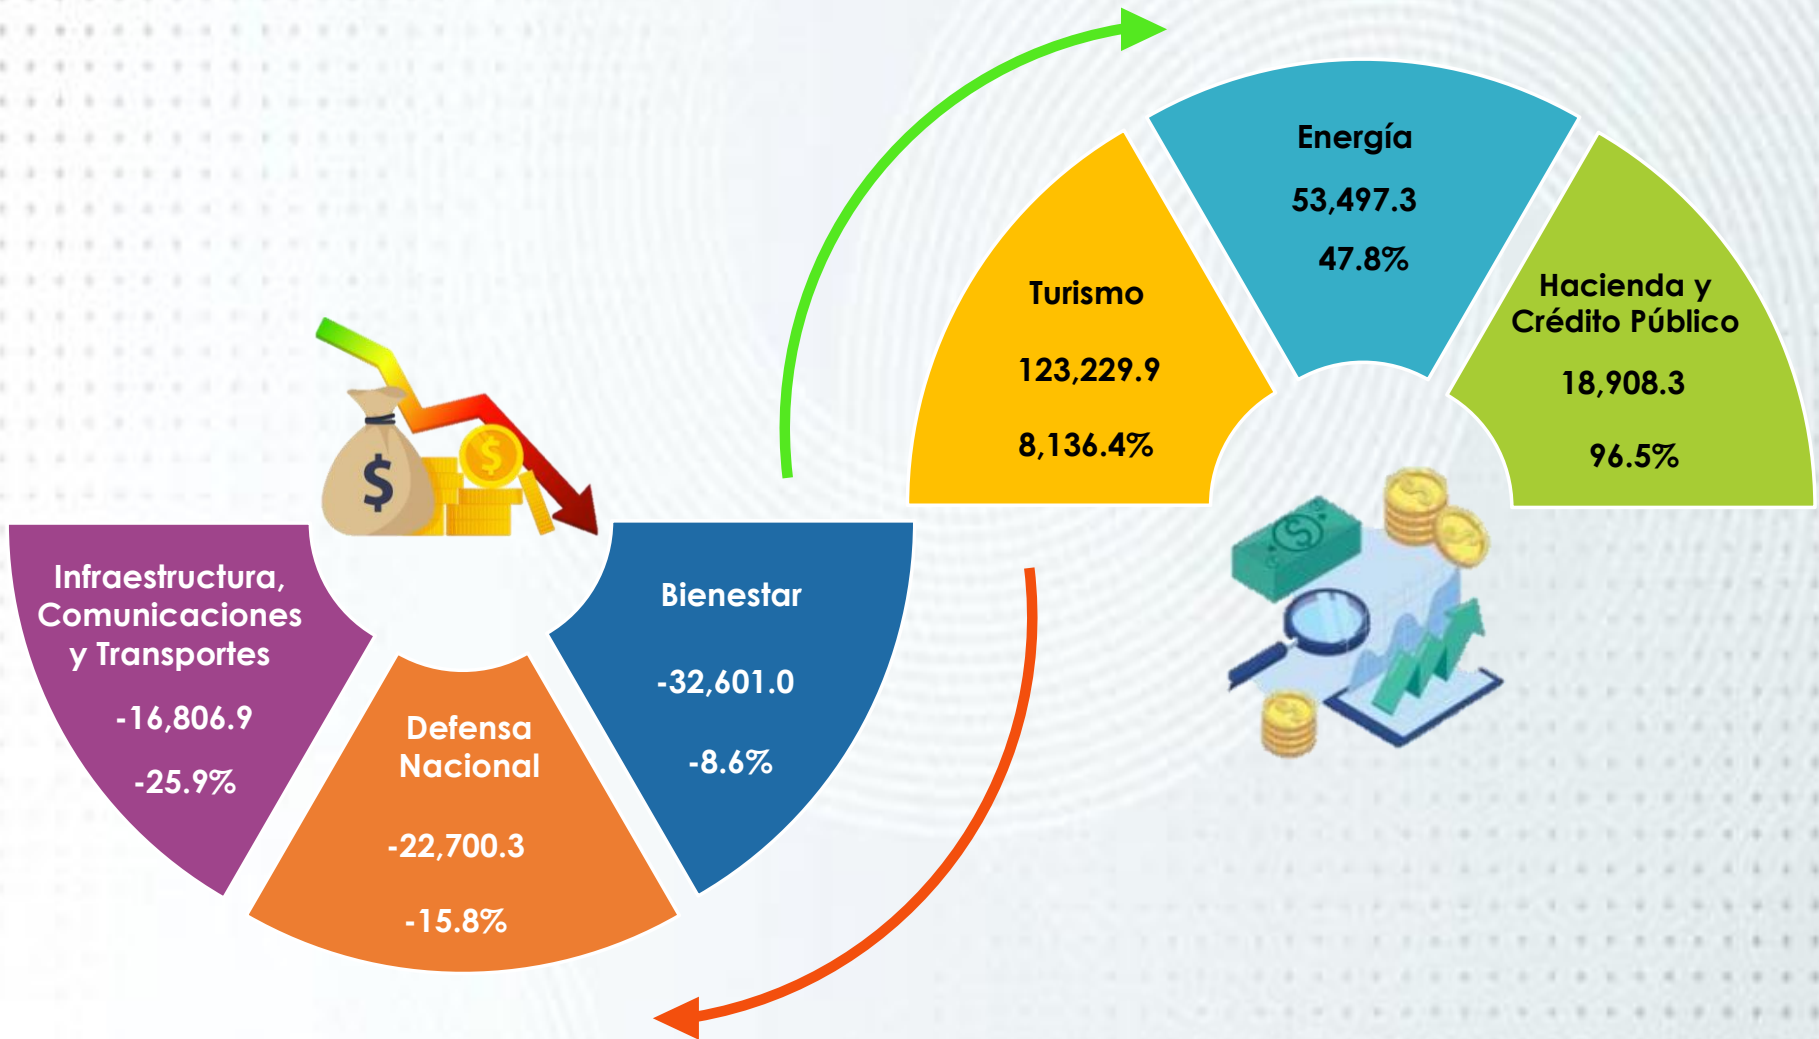 Energía
53,497.3
47.8%
Turismo
123,229.9
8,136.4%
Hacienda y
Crédito Público
18,908.3
96.5%
$
$
Infraestructura,
Comunicaciones
y Transportes
-16,806.9
-25.9%
Defensa
Nacional
-22,700.3
-15.8%
Bienestar
-32,601.0
-8.6%